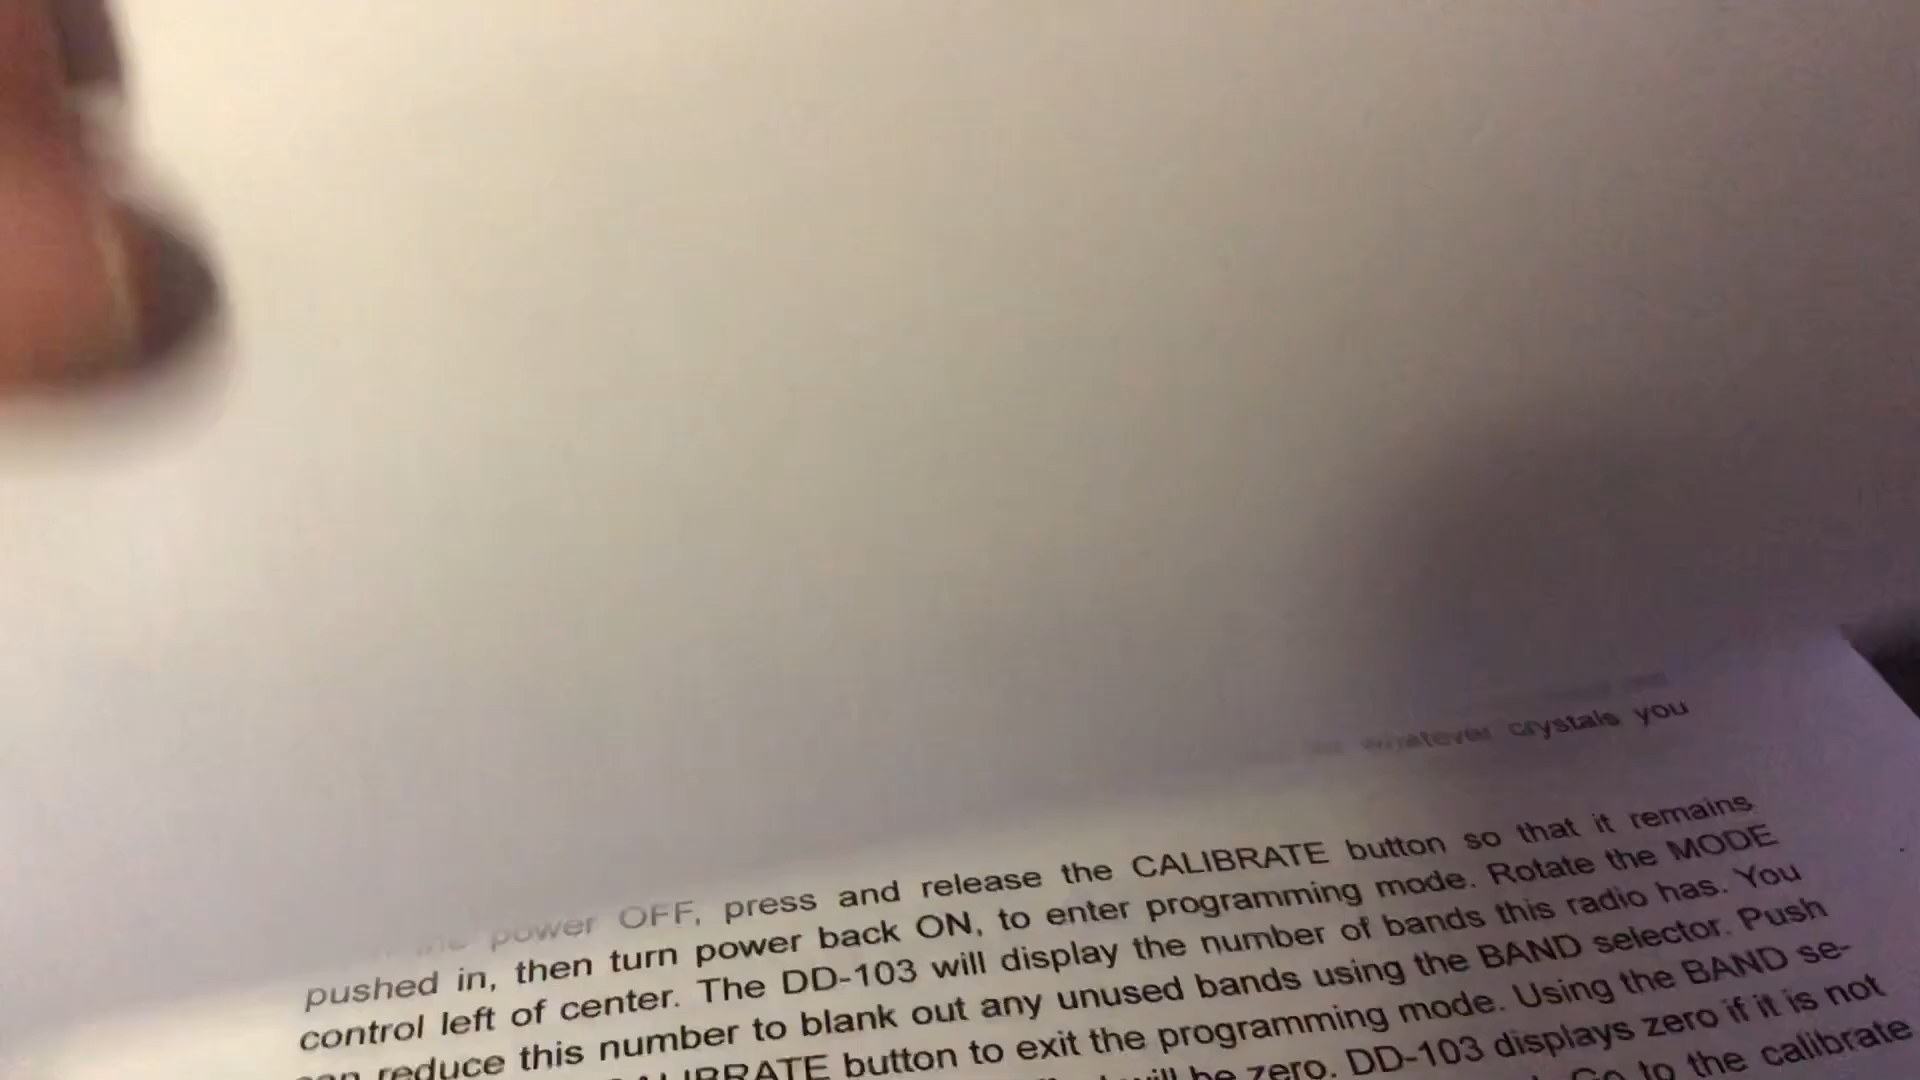 whatever crystals you
power OFF, press and release the CALIBRATE button so that it remains
pushed in, then turn power back ON, to enter programming mode. Rotate the MODE
control left of center. The DD-103 will display the number of bands this radio has. You
can reduce this number to blank out any unused bands using the BAND selector. Push
CALIBRATE button to exit the programming mode. Using the BAND se-
will be zero. DD-103 displays zero if it is not
Go to the calibrate